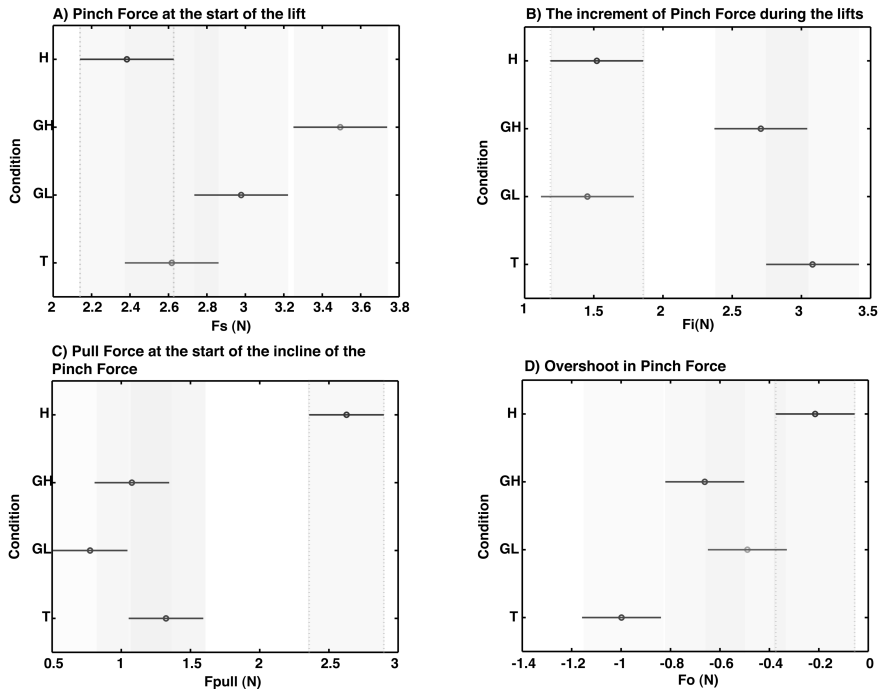 A) Pinch Force at the start of the lift
H
GH
GL
T
Condition
2 2.2 2.4 2.6 2.8 3 3.2 3.4 3.6 3.8
Fs (N)
B) The increment of Pinch Force during the lifts
H
GH
GL
T
Condition
1 1.5 2 2.5 3 3.5
Fi(N)
C) Pull Force at the start of the incline of the
Pinch Force
H
GH
GL
T
Condition
0.5 1 1.5 2 2.5 3
Fpull (N)
D) Overshoot in Pinch Force
H
GH
GL
T
Condition
-1.4 -1.2 -1 -0.8 -0.6 -0.4 -0.2 0
Fo (N)